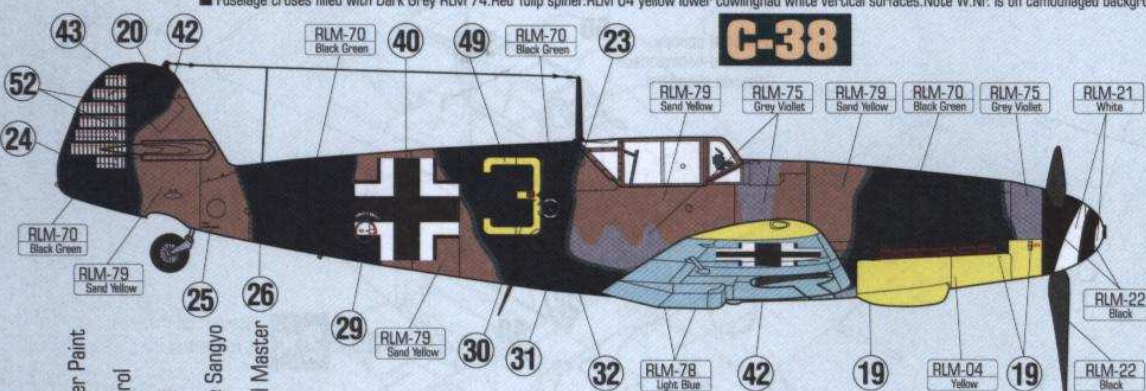 ■ Fuselage croses filled with Dark Grey RLM 74.Red Tulip spiner.RLM 04 yellow lower cowlingnad white vertical surfaces.Note W.Nr. is on camouflaged
C-38
43
20
42
RLM-70
Black Green
40
49
RLM-70
Black Green
23
52
24
RLM-79
Sand Yellow
RLM-75
Grey Viollet
RLM-79
Sand Yellow
RLM-70
Black Green
RLM-75
Grey Viollet
RLM-21
White
3
RLM-70
Black Green
RLM-79
Sand Yellow
25
26
29
RLM-79
Sand Yellow
30
31
32
RLM-78
Light Blue
42
19
RLM-04
Yellow
19
RLM-22
Black
RLM-22
Black
Paint
Sangyo
Master